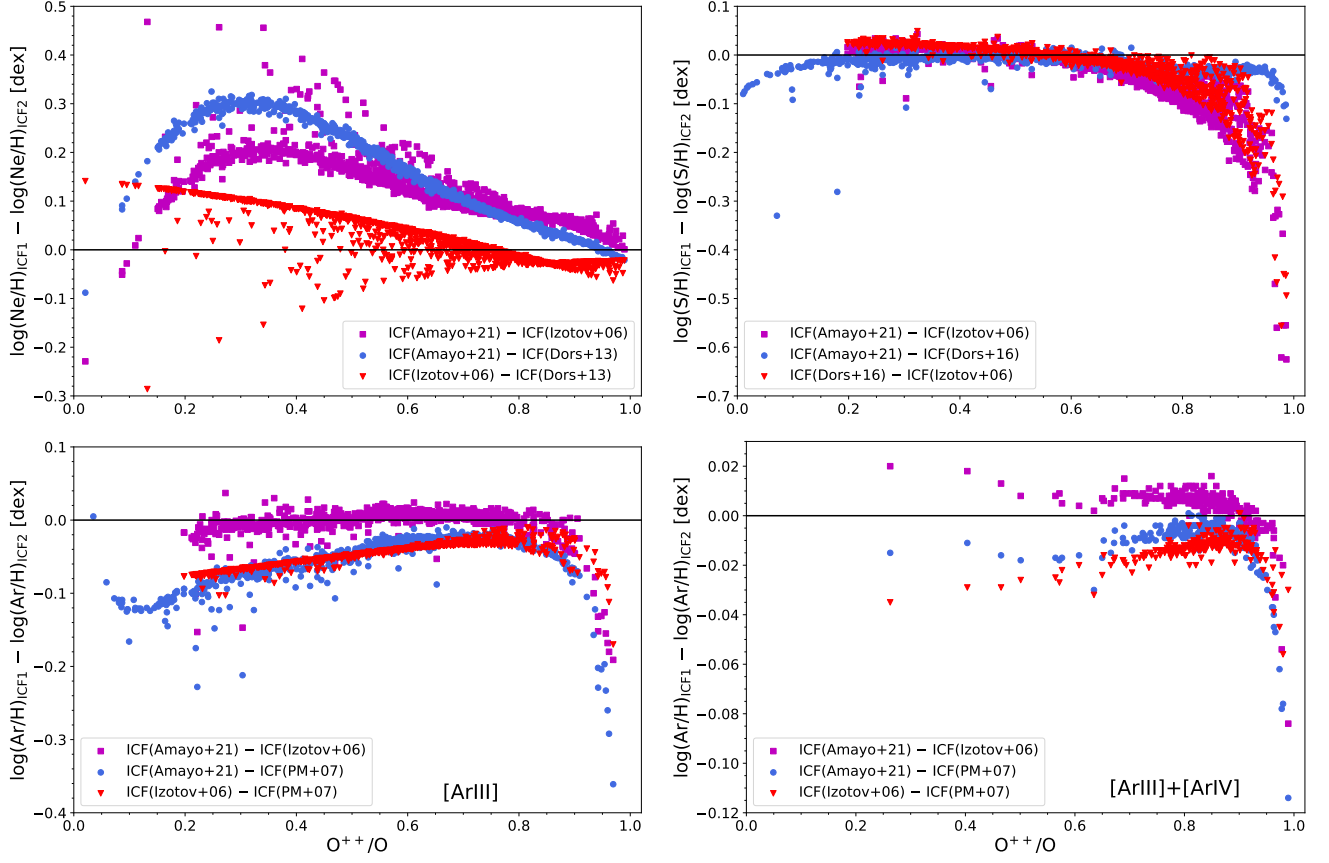 log(Ne/H)ICF1 − log(Ne/H)ICF2 [dex]
0.5
0.4
0.3
0.2
0.1
0.0
−0.1
−0.2
−0.3
ICF(Amayo+21) − ICF(Izotov+06)
ICF(Amayo+21) − ICF(Dors+13)
ICF(Izotov+06) − ICF(Dors+13)
0.0 0.2 0.4 0.6 0.8 1.0
log(S/H)ICF1 − log(S/H)ICF2 [dex]
0.1
0.0
−0.1
−0.2
−0.3
−0.4
−0.5
−0.6
−0.7
ICF(Amayo+21) − ICF(Izotov+06)
ICF(Amayo+21) − ICF(Dors+16)
ICF(Dors+16) − ICF(Izotov+06)
0.0 0.2 0.4 0.6 0.8 1.0
log(Ar/H)ICF1 − log(Ar/H)ICF2 [dex]
0.1
0.0
−0.1
−0.2
−0.3
−0.4
ICF(Amayo+21) − ICF(Izotov+06)
ICF(Amayo+21) − ICF(PM+07)
ICF(Izotov+06) − ICF(PM+07)
[ArIII]
0.0 0.2 0.4 0.6 0.8 1.0
O++/O
log(Ar/H)ICF1 − log(Ar/H)ICF2 [dex]
0.02
0.00
−0.02
−0.04
−0.06
−0.08
−0.10
−0.12
ICF(Amayo+21) − ICF(Izotov+06)
ICF(Amayo+21) − ICF(PM+07)
ICF(Izotov+06) − ICF(PM+07)
[ArIII]+[ArIV]
0.0 0.2 0.4 0.6 0.8 1.0
O++/O